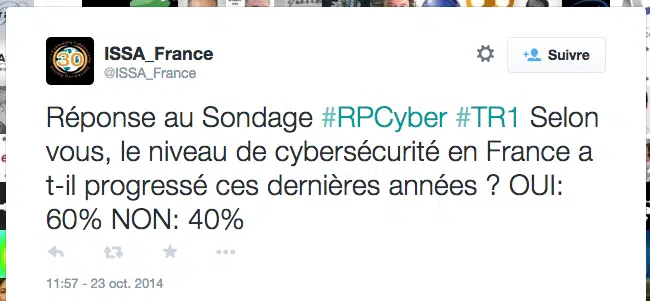 ISSA_France
@ISSA_France
Suivre
Réponse au Sondage #RPCyber #TR1 Selon
vous, le niveau de cybersécurité en France a
t-il progressé ces dernières années ? OUI:
60% NON: 40%
11:57 - 23 oct. 2014
30